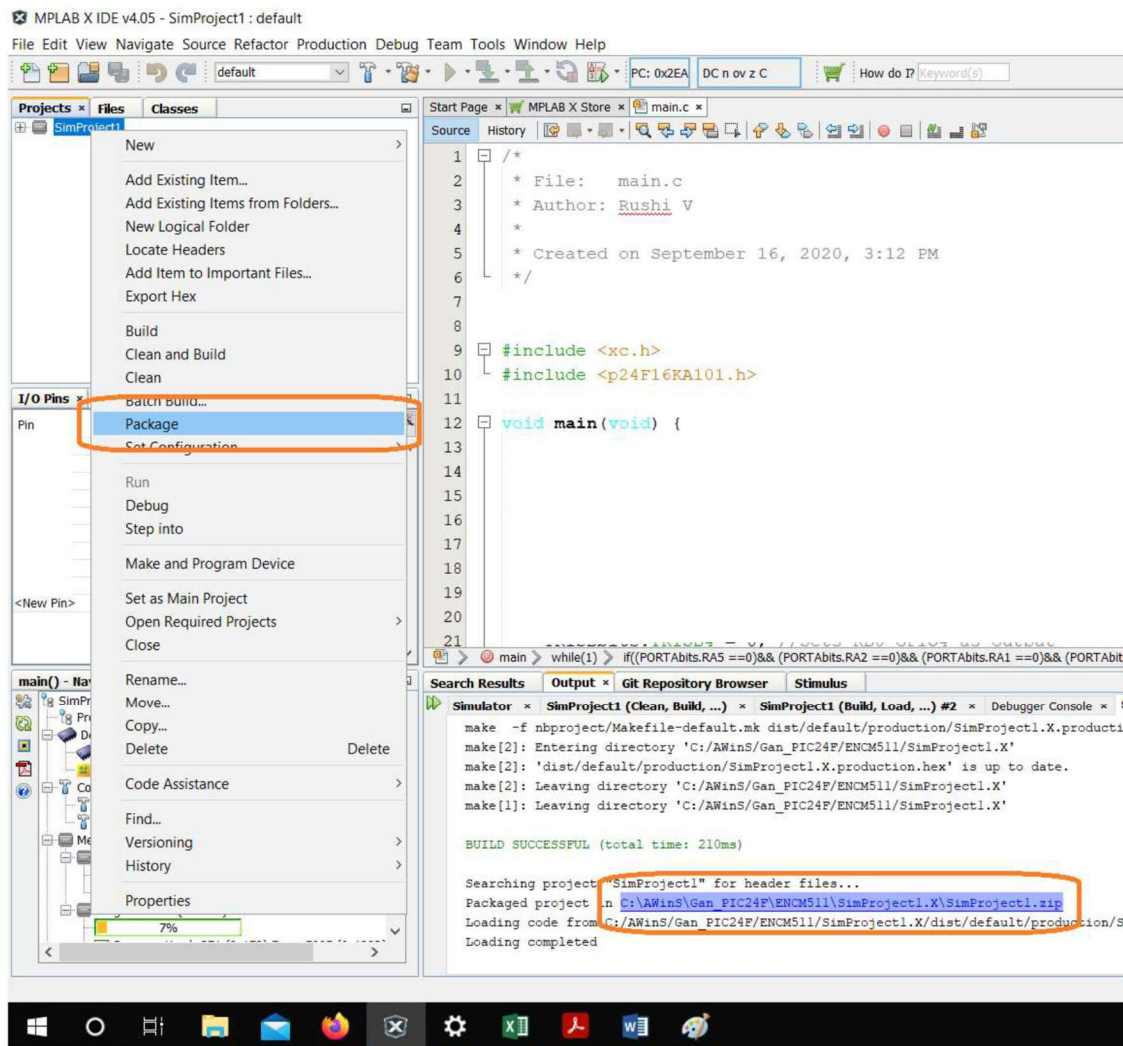 MPLAB X IDE v4.05 - SimProject1 : default
File Edit View Navigate Source Refactor Production Debug Team Tools Window Help
default
PC: 0x2EA
DC n ov z C
How do I?
Keyword(s)
Projects × Files Classes
SimProject1
New
Add Existing Item...
Add Existing Items from Folders...
New Logical Folder
Locate Headers
Add Item to Important Files...
Export Hex
Build
Clean and Build
Clean
Batch Build...
Package
Set Configuration
Run
Debug
Step into
Make and Program Device
Set as Main Project
Open Required Projects
Close
Rename...
Move...
Copy...
Delete Delete
Code Assistance
Find...
Versioning
History
Properties
I/O Pins ×
Pin
<New Pin>
main() - Na
SimPr
Pr
D
Co
Me
7%
Start Page × MPLAB X Store × main.c ×
Source History
1 /*
2 * File: main.c
3 * Author: Rushi V
4 *
5 * Created on September 16, 2020, 3:12 PM
6 */
7
8
9 #include <xc.h>
10 #include <p24F16KA101.h>
11
12 void main(void) {
13
14
15
16
17
18
19
20
21
main while(1) if((PORTAbits.RA5 ==0)&& (PORTAbits.RA2 ==0)&& (PORTAbits.RA1 ==0)&& (PORTAbit
Search Results Output × Git Repository Browser Stimulus
Simulator × SimProject1 (Clean, Build, ...) × SimProject1 (Build, Load, ...) #2 × Debugger Console ×
make -f nbproject/Makefile-default.mk dist/default/production/SimProject1.X.producti
make[2]: Entering directory 'C:/AWinS/Gan_PIC24F/ENCM511/SimProject1.X'
make[2]: 'dist/default/production/SimProject1.X.production.hex' is up to date.
make[2]: Leaving directory 'C:/AWinS/Gan_PIC24F/ENCM511/SimProject1.X'
make[1]: Leaving directory 'C:/AWinS/Gan_PIC24F/ENCM511/SimProject1.X'
BUILD SUCCESSFUL (total time: 210ms)
Searching project "SimProject1" for header files...
Packaged project in C:\AWinS\Gan_PIC24F\ENCM511\SimProject1.X\SimProject1.zip
Loading code from C:/AWinS/Gan_PIC24F/ENCM511/SimProject1.X/dist/default/production/S
Loading completed